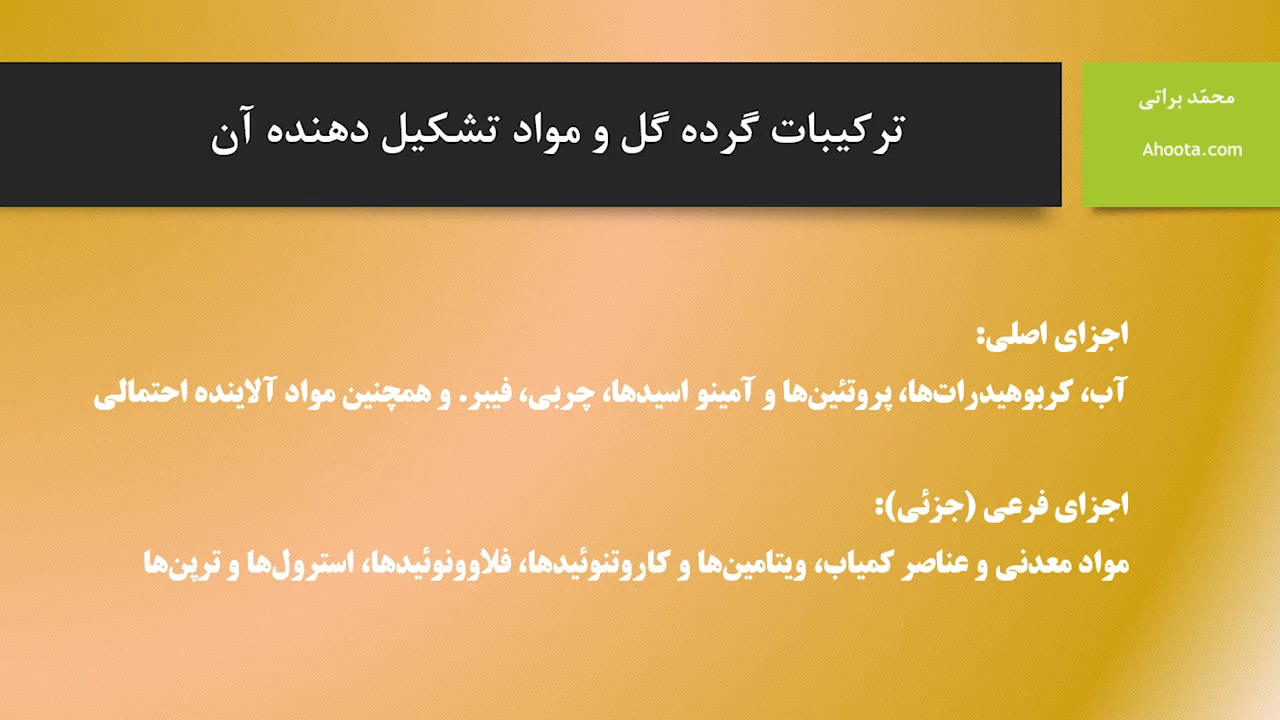 ترکیبات گرده گل و مواد تشکیل دهنده آن
محمّد براتی
Ahoota.com
اجزای اصلی:
آب، کربوهیدرات‌ها، پروتئین‌ها و آمینو اسیدها، چربی، فیبر. و همچنین مواد آلاینده احتمالی
اجزای فرعی (جزئی):
مواد معدنی و عناصر کمیاب، ویتامین‌ها و کاروتنوئیدها، فلاوونوئیدها، استرول‌ها و ترپن‌ها